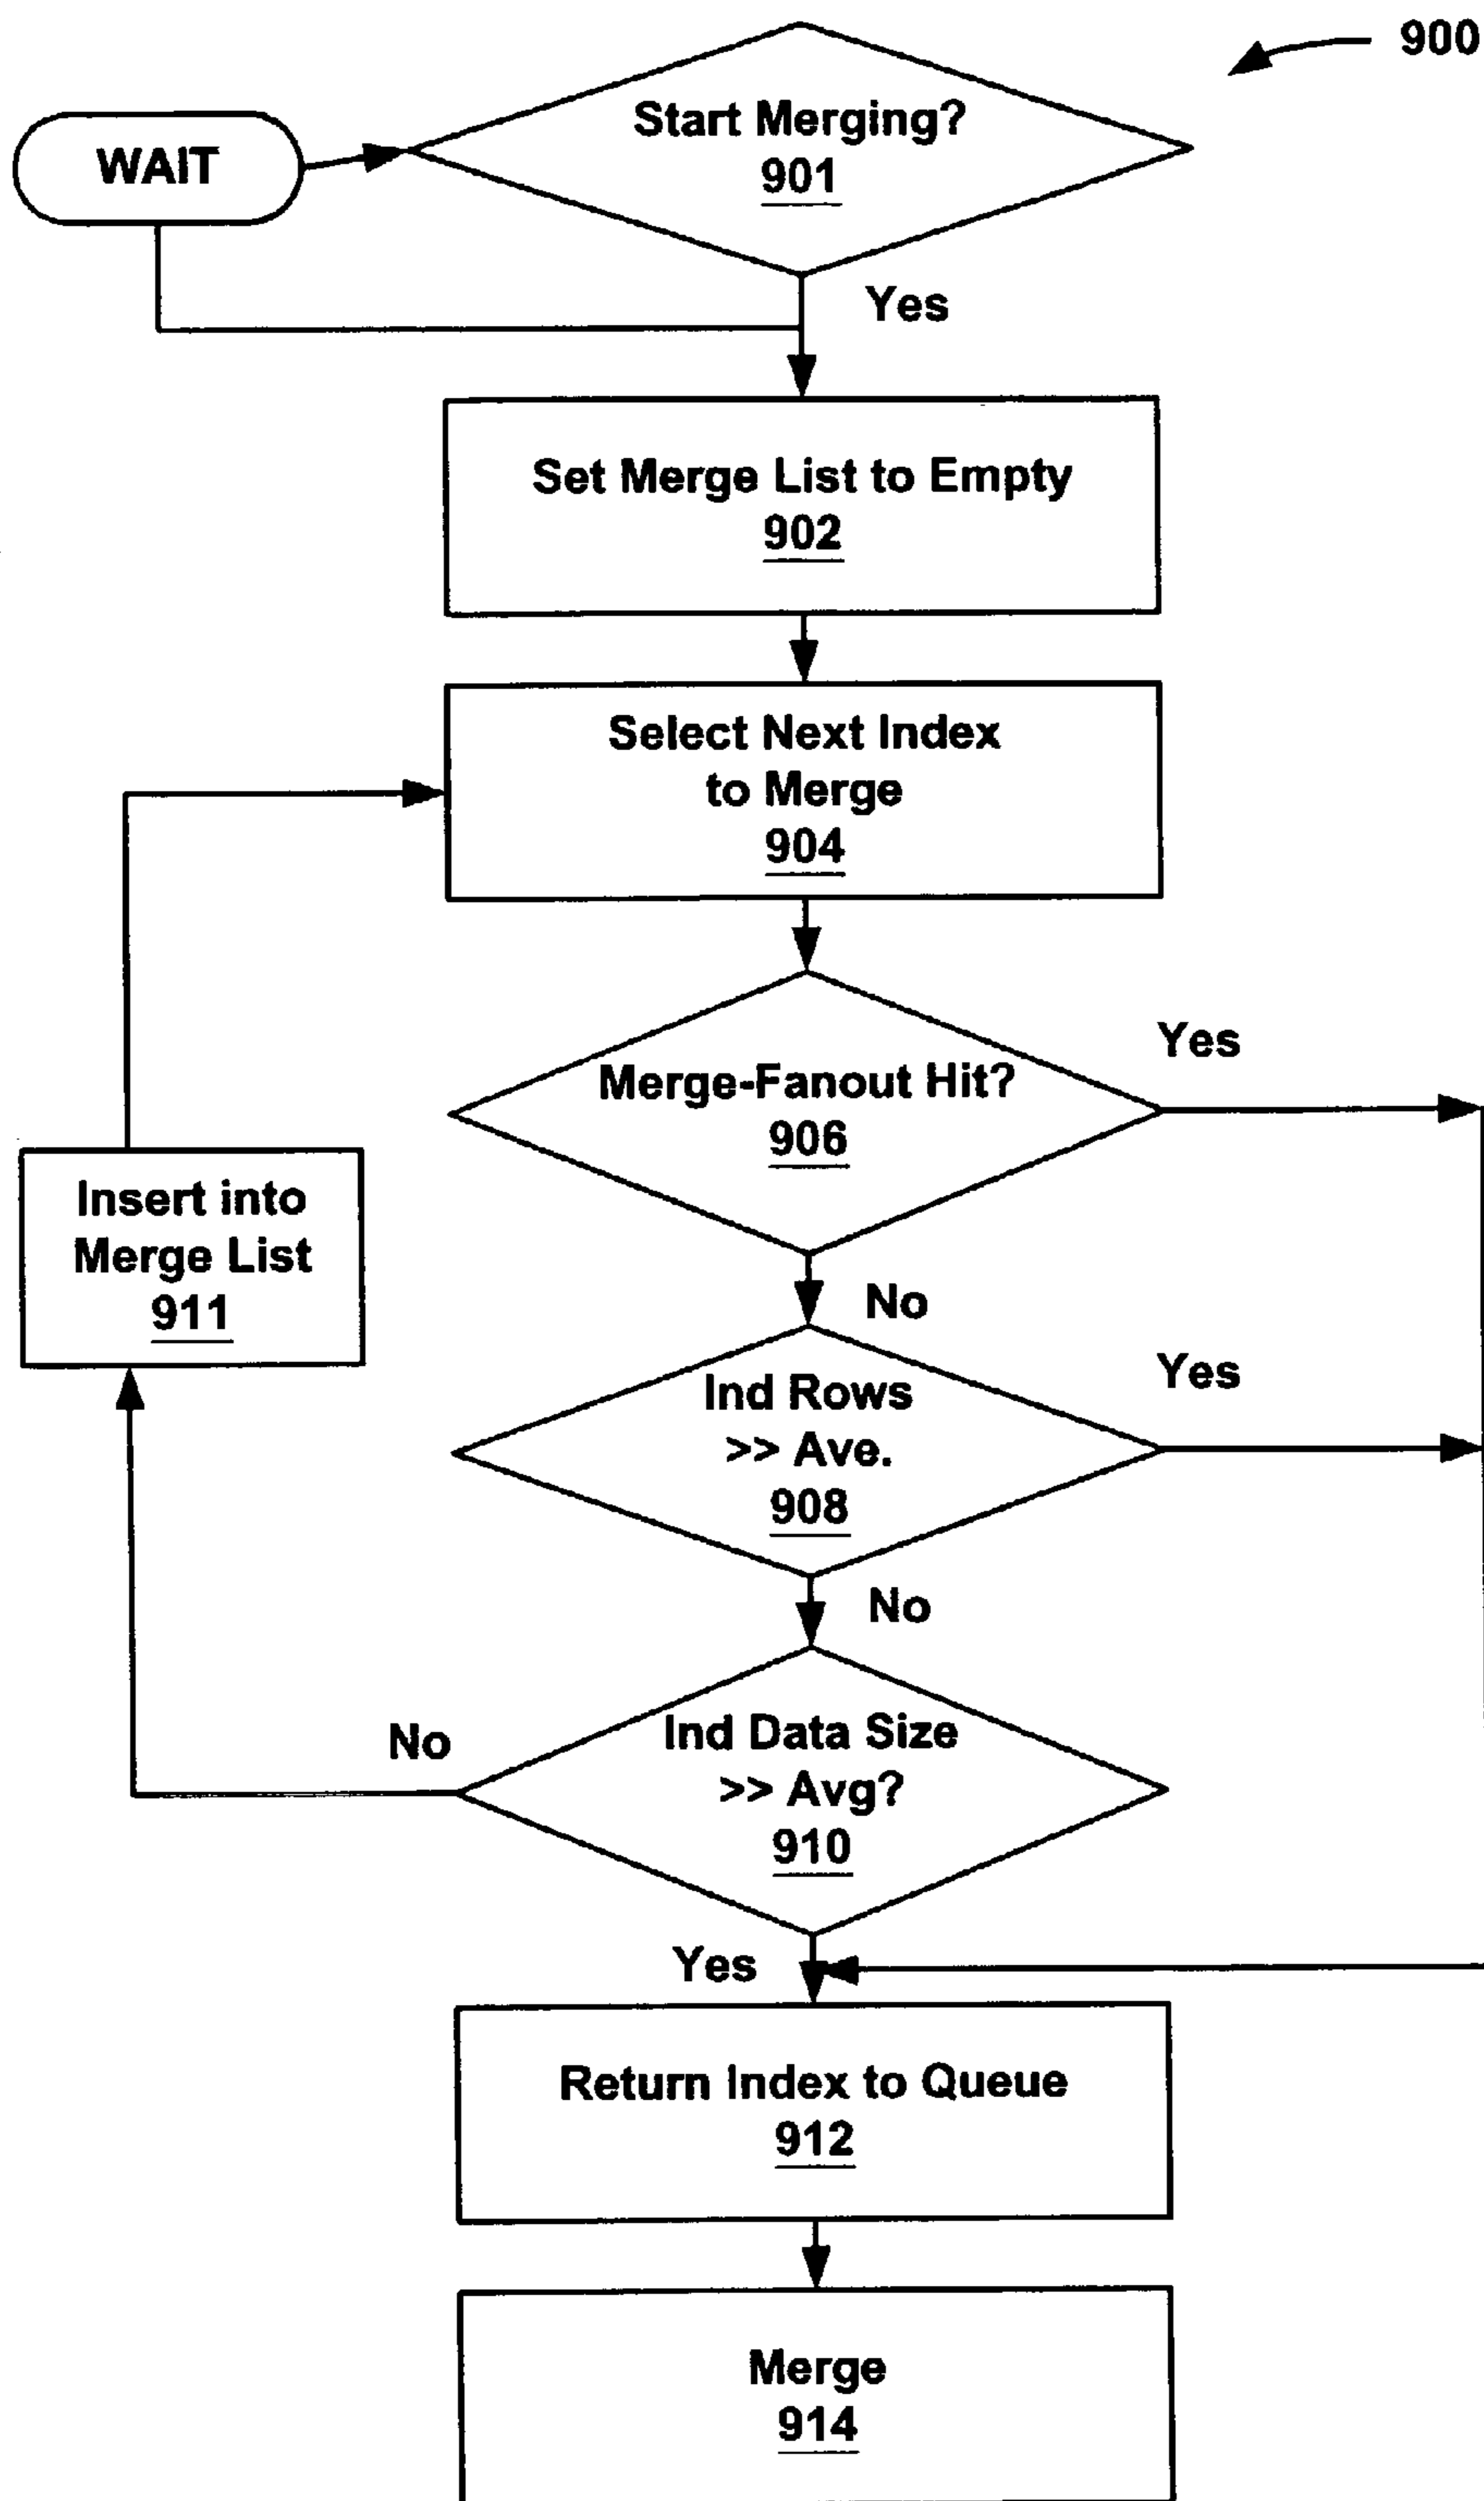 900
Start Merging?
901
WAIT
Yes
Set Merge List to Empty
902
Select Next Index
to Merge
904
Yes
Merge-Fanout Hit?
906
Insert into
Merge List
911
No
Yes
Ind Rows
>> Ave.
908
No
No
Ind Data Size
>> Avg?
910
Yes
Return Index to Queue
912
Merge
914